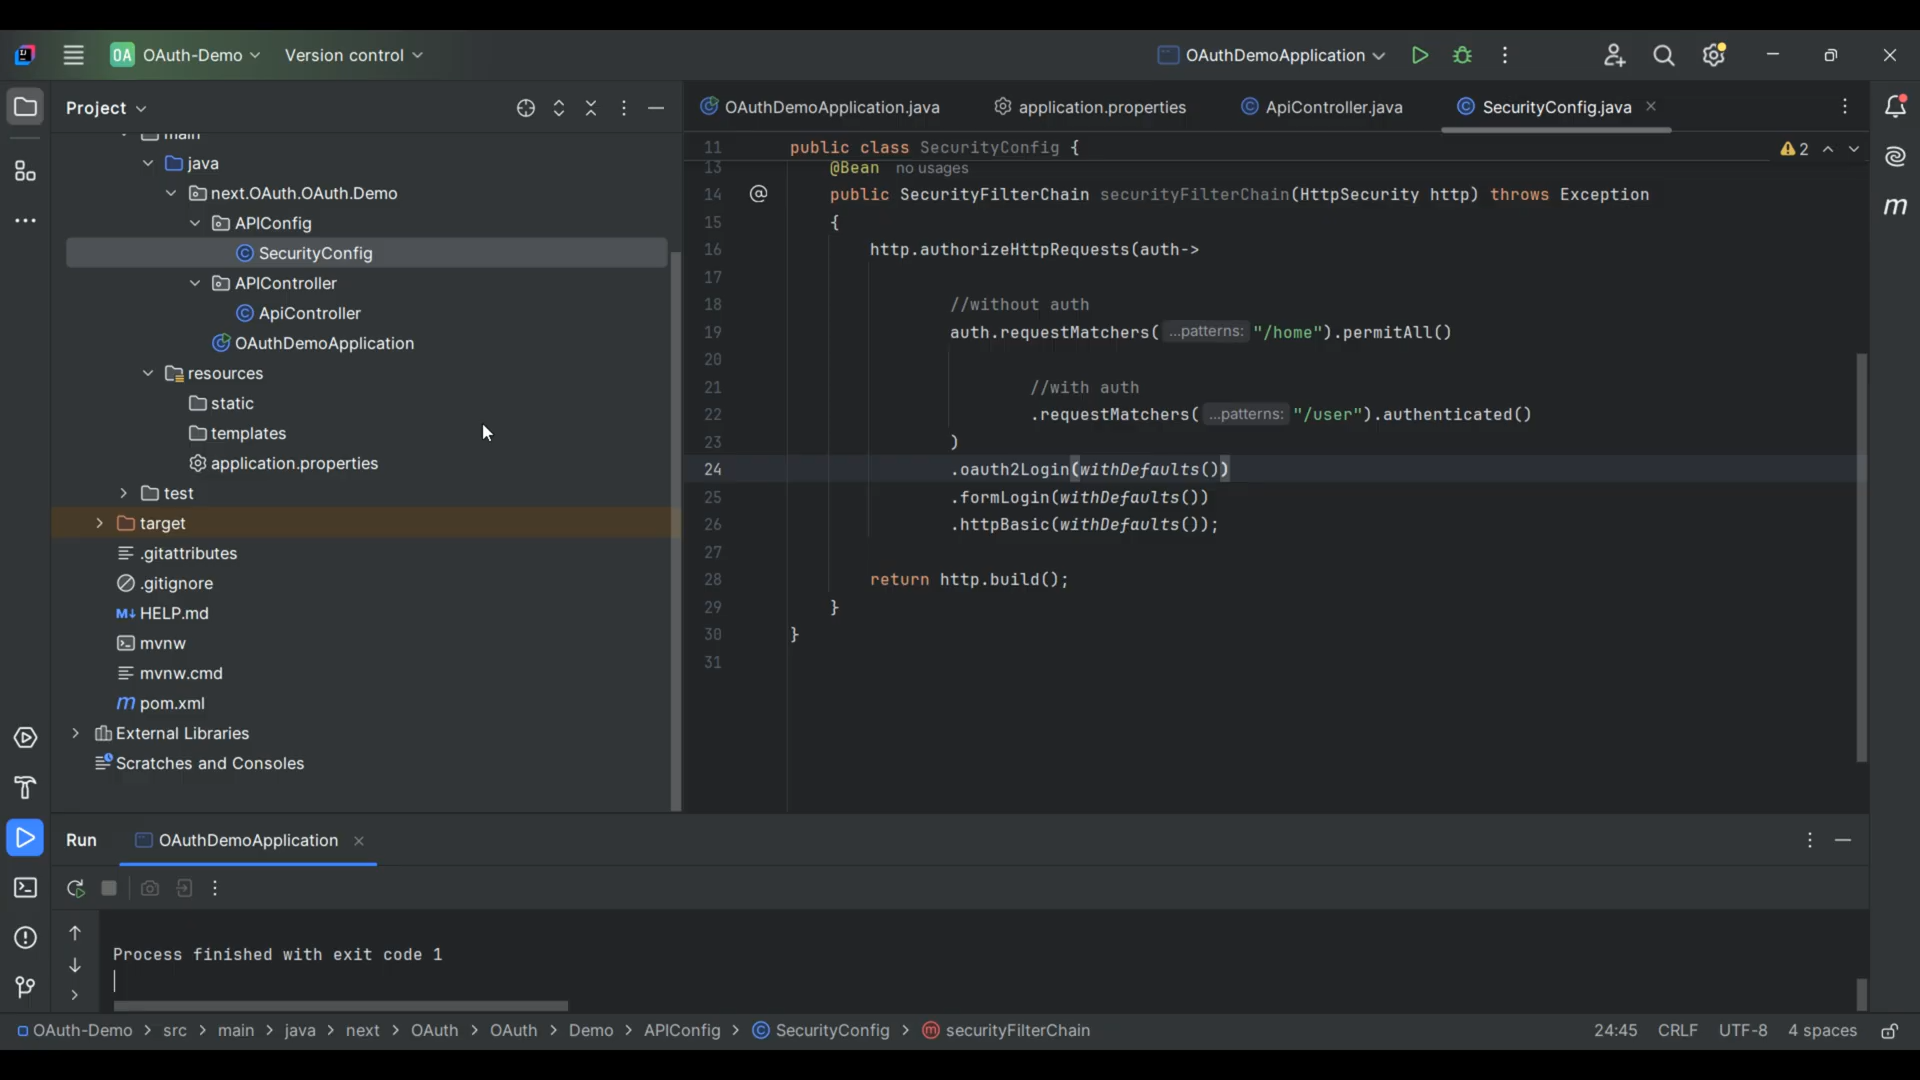 OA OAuth-Demo Version control OAuthDemoApplication
Project
main
java
next.OAuth.OAuth.Demo
APIConfig
SecurityConfig
APIController
ApiController
OAuthDemoApplication
resources
static
templates
application.properties
test
target
.gitattributes
.gitignore
M↓ HELP.md
mvnw
mvnw.cmd
m pom.xml
External Libraries
Scratches and Consoles
OAuthDemoApplication.java application.properties ApiController.java SecurityConfig.java
11 public class SecurityConfig { 2
13 @Bean no usages
14 @ public SecurityFilterChain securityFilterChain(HttpSecurity http) throws Exception
15 {
16 http.authorizeHttpRequests(auth->
17
18 //without auth
19 auth.requestMatchers( ...patterns: "/home").permitAll()
20
21 //with auth
22 .requestMatchers( ...patterns: "/user").authenticated()
23 )
24 .oauth2Login(withDefaults())
25 .formLogin(withDefaults())
26 .httpBasic(withDefaults());
27
28 return http.build();
29 }
30 }
31
m
Run OAuthDemoApplication
Process finished with exit code 1
OAuth-Demo > src > main > java > next > OAuth > OAuth > Demo > APIConfig > SecurityConfig > securityFilterChain 24:45 CRLF UTF-8 4 spaces